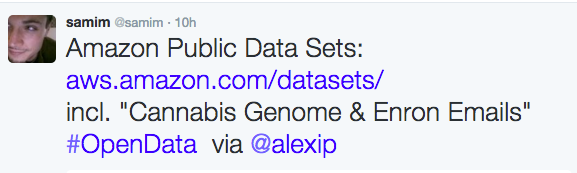 samim @samim · 10h
Amazon Public Data Sets:
aws.amazon.com/datasets/
incl. "Cannabis Genome & Enron Emails"
#OpenData via @alexip